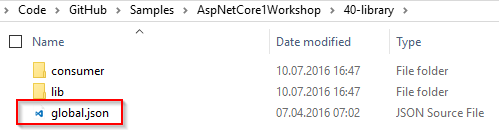 Code > GitHub > Samples > AspNetCore1Workshop > 40-library
Name Date modified Type
consumer 10.07.2016 16:47 File folder
lib 10.07.2016 16:47 File folder
global.json 07.04.2016 07:02 JSON Source File